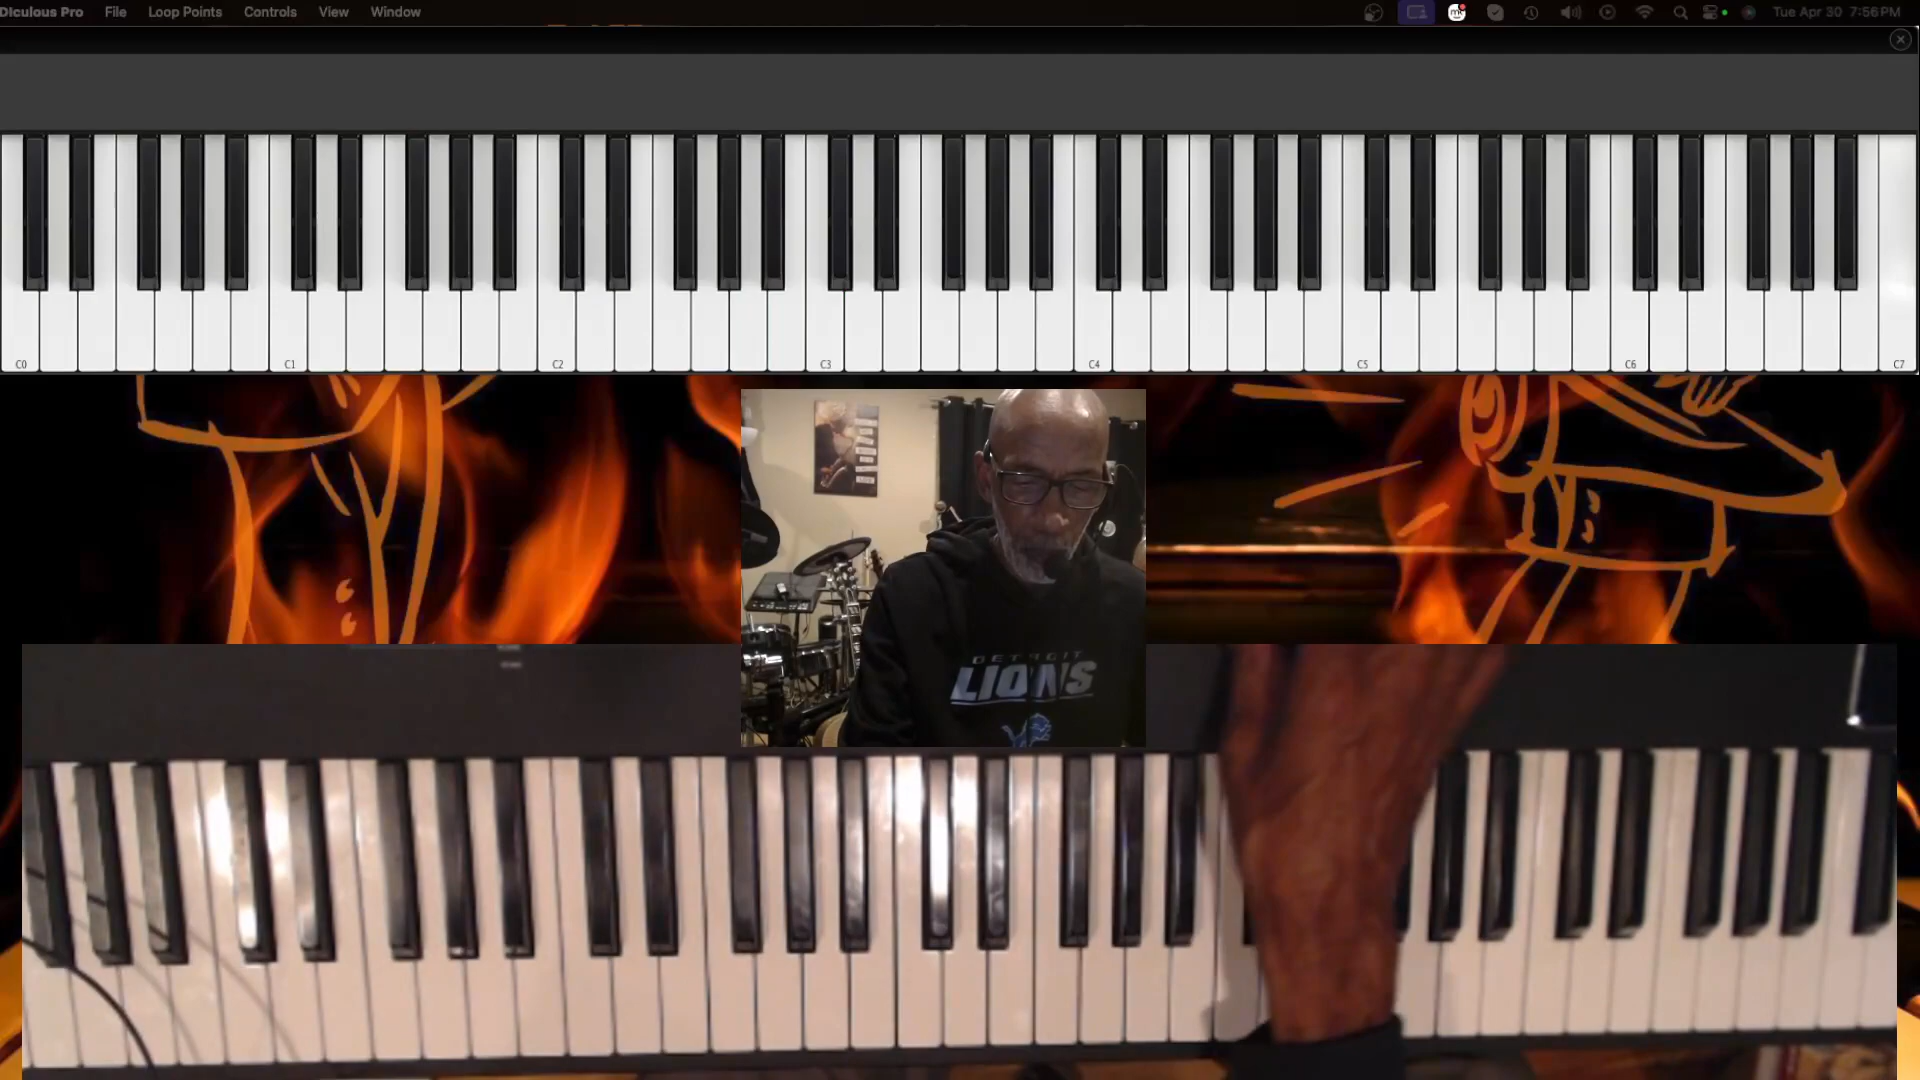 Diculous Pro File Loop Points Controls View Window Tue Apr 30 7:56 PM
C0 C1 C2 C3 C4 C5 C6 C7
DETROIT
LIONS